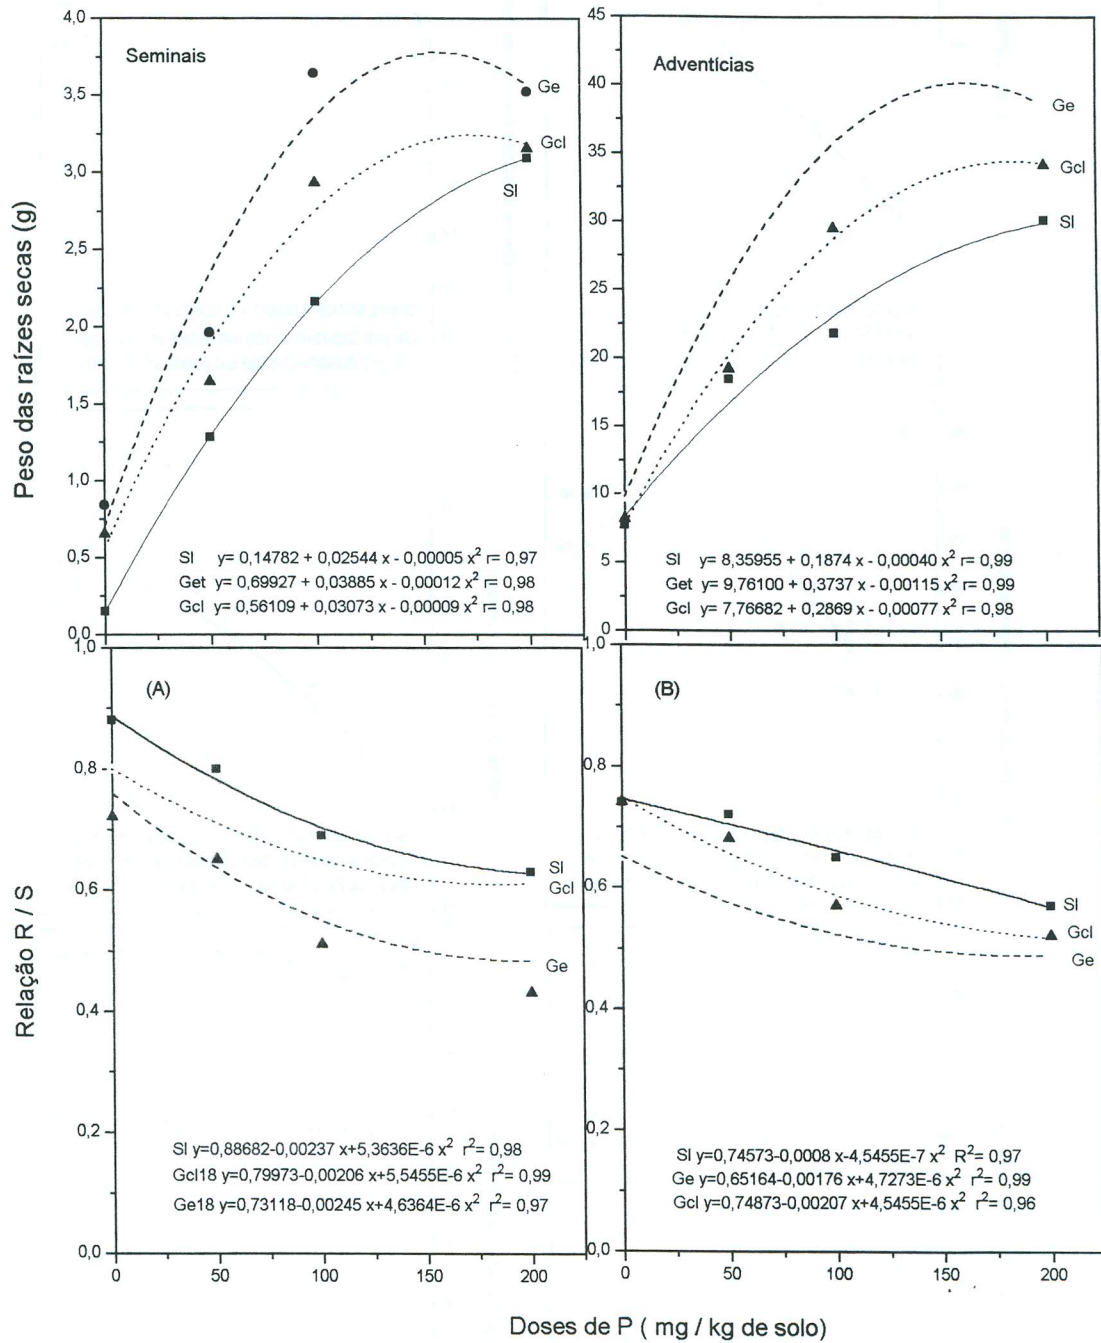 Peso das raízes secas (g)
4,0
3,5
3,0
2,5
2,0
1,5
1,0
0,5
0,0
Seminais
Ge
Gcl
Sl
Sl y= 0,14782 + 0,02544 x - 0,00005 x² r= 0,97
Get y= 0,69927 + 0,03885 x - 0,00012 x² r= 0,98
Gcl y= 0,56109 + 0,03073 x - 0,00009 x² r= 0,98
45
40
35
30
25
20
15
10
5
0
Adventícias
Ge
Gcl
Sl
Sl y= 8,35955 + 0,1874 x - 0,00040 x² r= 0,99
Get y= 9,76100 + 0,3737 x - 0,00115 x² r= 0,99
Gcl y= 7,76682 + 0,2869 x - 0,00077 x² r= 0,98
Relação R / S
1,0
0,8
0,6
0,4
0,2
0,0
(A)
Sl
Gcl
Ge
Sl y=0,88682-0,00237 x+5,3636E-6 x² r²= 0,98
Gcl18 y=0,79973-0,00206 x+5,5455E-6 x² r²= 0,99
Ge18 y=0,73118-0,00245 x+4,6364E-6 x² r²= 0,97
0 50 100 150 200
1,0
0,8
0,6
0,4
0,2
0,0
(B)
Sl
Gcl
Ge
Sl y=0,74573-0,0008 x-4,5455E-7 x² R²= 0,97
Ge y=0,65164-0,00176 x+4,7273E-6 x² r²= 0,99
Gcl y=0,74873-0,00207 x+4,5455E-6 x² r²= 0,96
0 50 100 150 200
Doses de P ( mg / kg de solo)